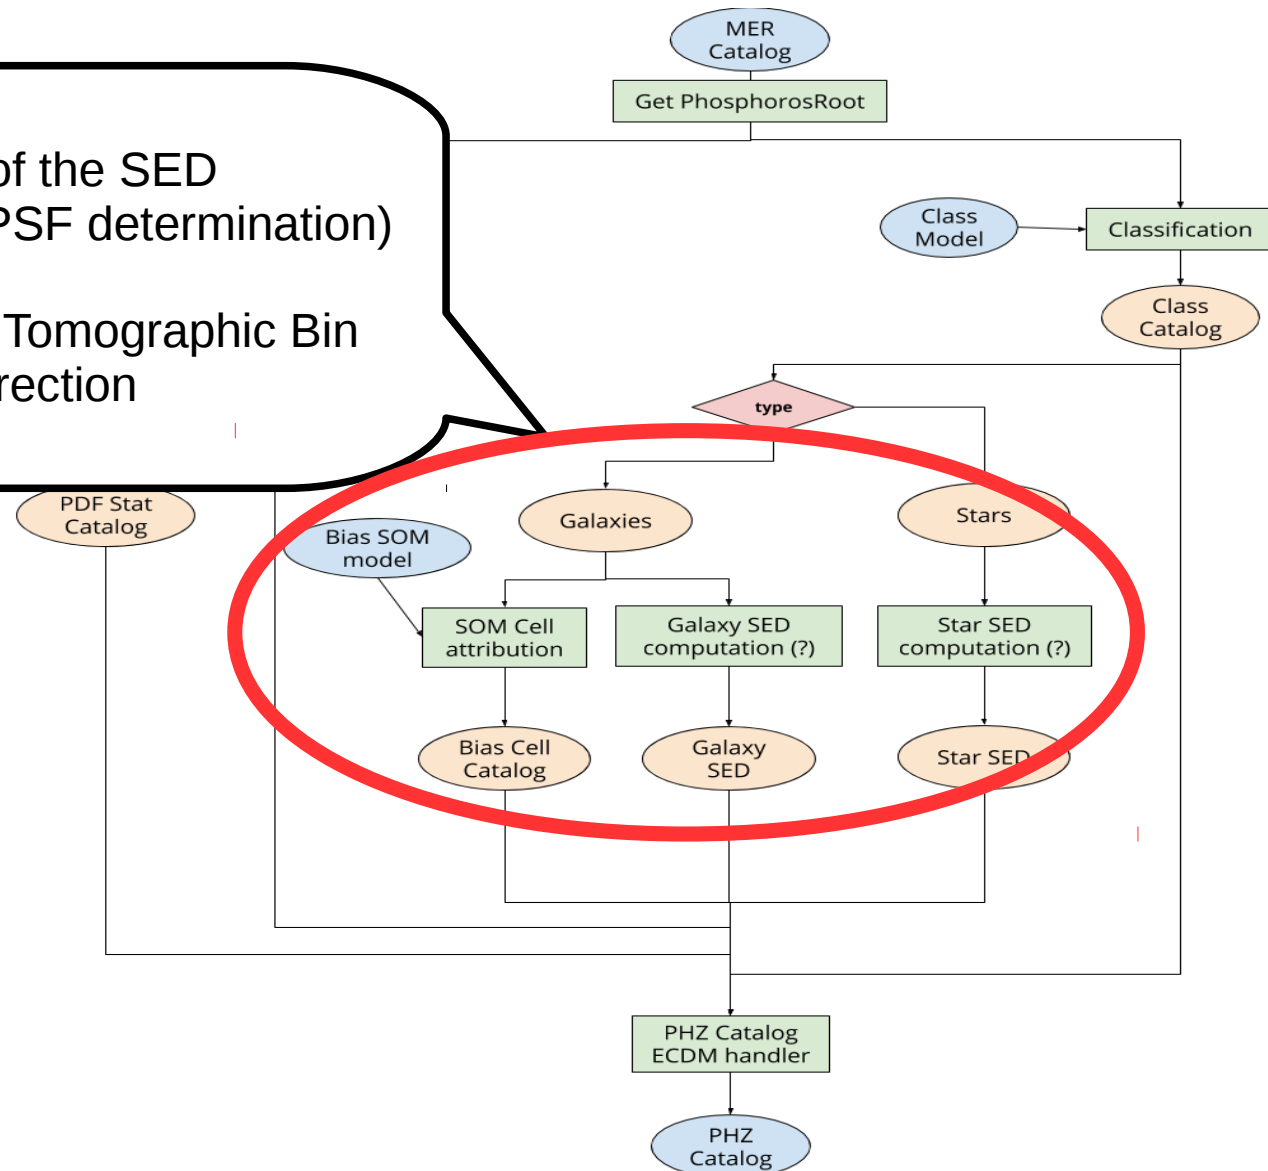 MER
Catalog
Get PhosphorosRoot
of the SED
PSF determination)
Tomographic Bin
rection
Class
Model
Classification
Class
Catalog
type
PDF Stat
Catalog
Bias SOM
model
Galaxies
Stars
SOM Cell
attribution
Galaxy SED
computation (?)
Star SED
computation (?)
Bias Cell
Catalog
Galaxy
SED
Star SED
PHZ Catalog
ECDM handler
PHZ
Catalog